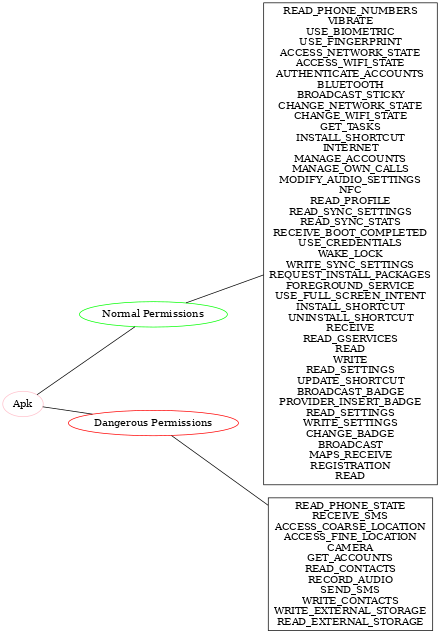 READ_PHONE_NUMBERS
VIBRATE
USE_BIOMETRIC
USE_FINGERPRINT
ACCESS_NETWORK_STATE
ACCESS_WIFI_STATE
AUTHENTICATE_ACCOUNTS
BLUETOOTH
BROADCAST_STICKY
CHANGE_NETWORK_STATE
CHANGE_WIFI_STATE
GET_TASKS
INSTALL_SHORTCUT
INTERNET
MANAGE_ACCOUNTS
MANAGE_OWN_CALLS
MODIFY_AUDIO_SETTINGS
NFC
READ_PROFILE
READ_SYNC_SETTINGS
READ_SYNC_STATS
RECEIVE_BOOT_COMPLETED
USE_CREDENTIALS
WAKE_LOCK
WRITE_SYNC_SETTINGS
REQUEST_INSTALL_PACKAGES
FOREGROUND_SERVICE
USE_FULL_SCREEN_INTENT
INSTALL_SHORTCUT
UNINSTALL_SHORTCUT
RECEIVE
READ_GSERVICES
READ
WRITE
READ_SETTINGS
UPDATE_SHORTCUT
BROADCAST_BADGE
PROVIDER_INSERT_BADGE
READ_SETTINGS
WRITE_SETTINGS
CHANGE_BADGE
BROADCAST
MAPS_RECEIVE
REGISTRATION
READ
Normal Permissions
Apk
Dangerous Permissions
READ_PHONE_STATE
RECEIVE_SMS
ACCESS_COARSE_LOCATION
ACCESS_FINE_LOCATION
CAMERA
GET_ACCOUNTS
READ_CONTACTS
RECORD_AUDIO
SEND_SMS
WRITE_CONTACTS
WRITE_EXTERNAL_STORAGE
READ_EXTERNAL_STORAGE